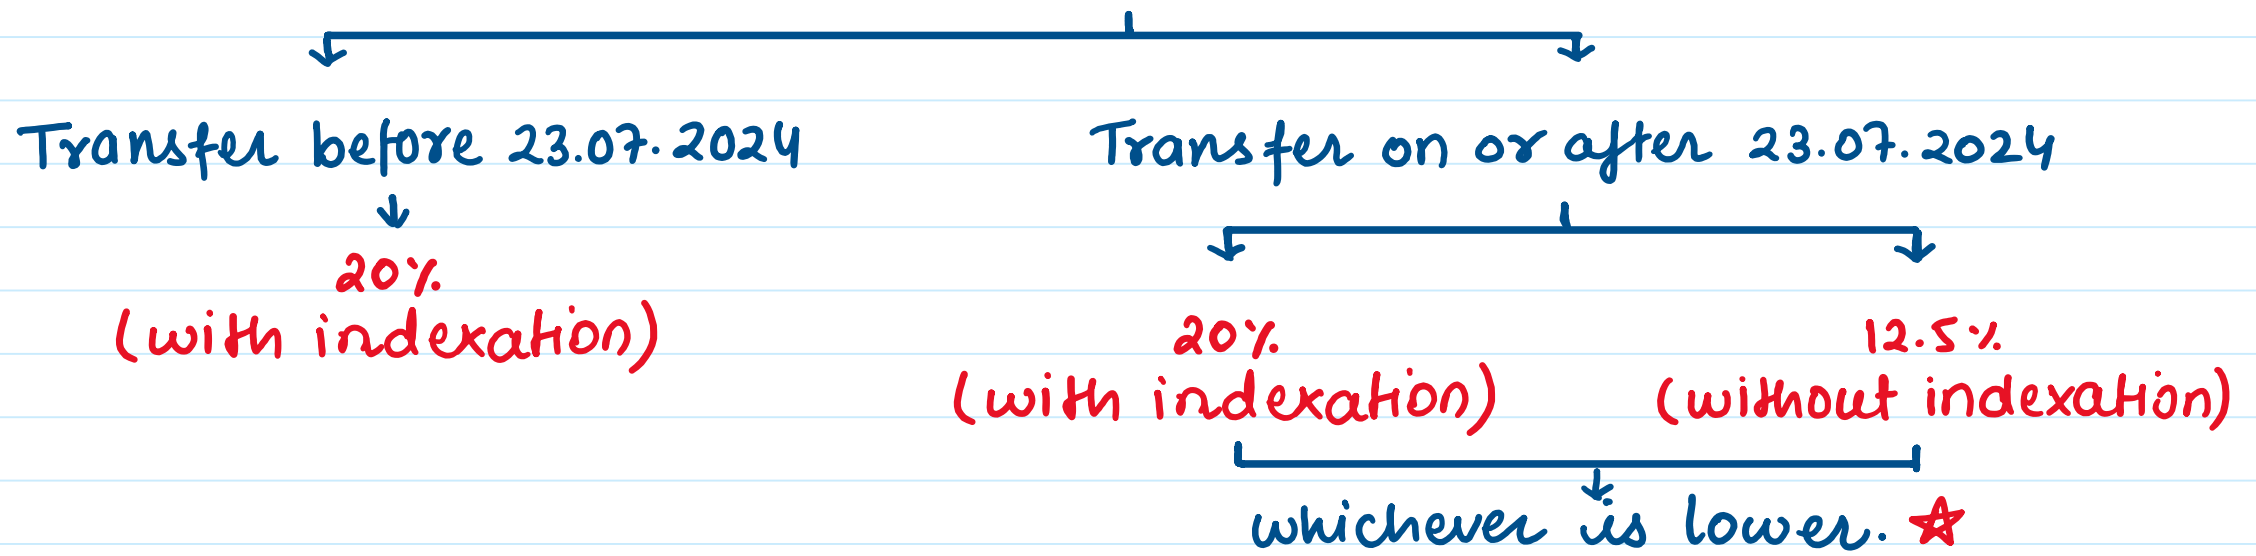 Transfer before 23.07.2024
Transfer on or after 23.07.2024
20%
(with indexation)
20%
(with indexation)
12.5%
(without indexation)
whichever is lower.